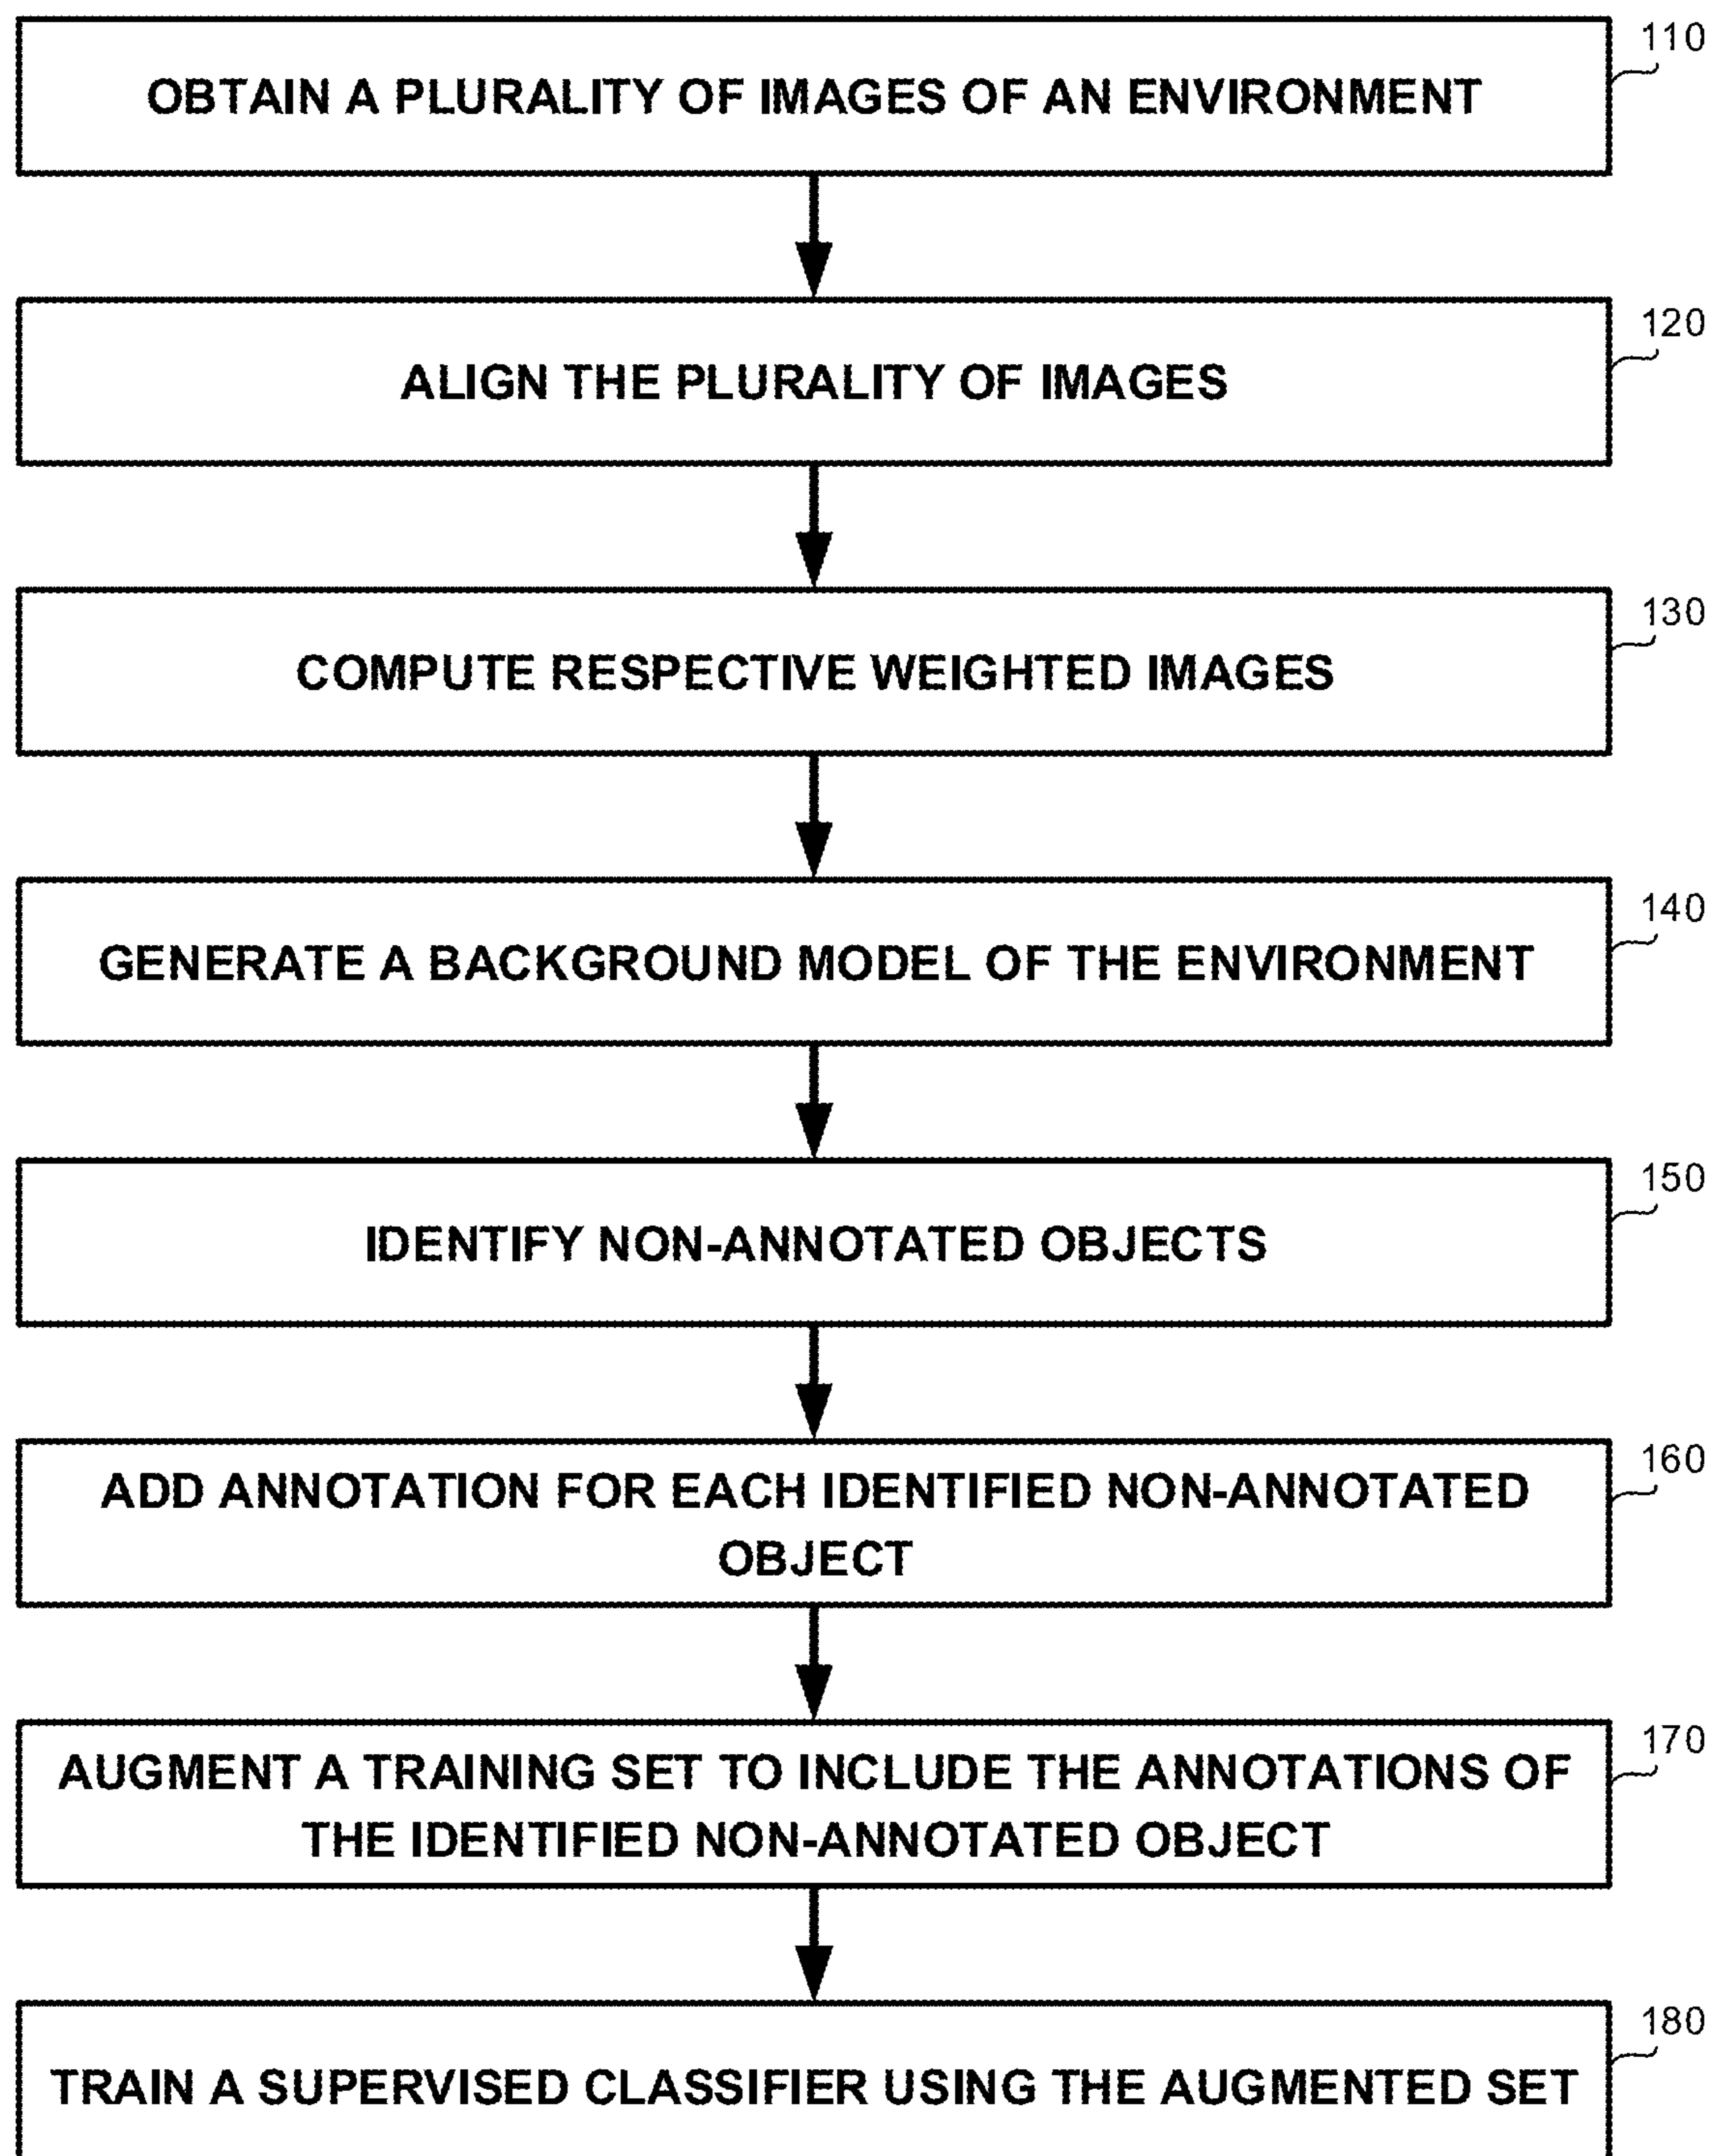 110
OBTAIN A PLURALITY OF IMAGES OF AN ENVIRONMENT
120
ALIGN THE PLURALITY OF IMAGES
130
COMPUTE RESPECTIVE WEIGHTED IMAGES
140
GENERATE A BACKGROUND MODEL OF THE ENVIRONMENT
150
IDENTIFY NON-ANNOTATED OBJECTS
160
ADD ANNOTATION FOR EACH IDENTIFIED NON-ANNOTATED
OBJECT
170
AUGMENT A TRAINING SET TO INCLUDE THE ANNOTATIONS OF
THE IDENTIFIED NON-ANNOTATED OBJECT
180
TRAIN A SUPERVISED CLASSIFIER USING THE AUGMENTED SET